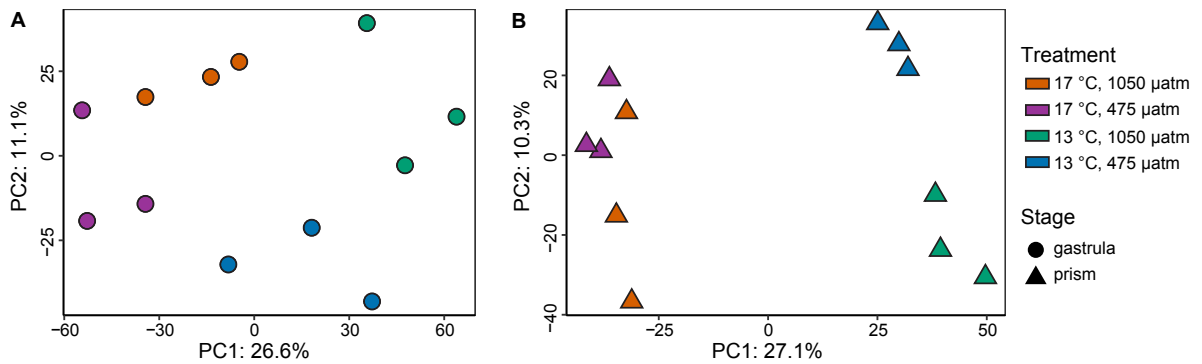 A
25
0
−25
PC2: 11.1%
−60
−30
0
30
60
PC1: 26.6%
B
20
0
−20
−40
PC2: 10.3%
−25
0
25
50
PC1: 27.1%
Treatment
17 °C, 1050 µatm
17 °C, 475 µatm
13 °C, 1050 µatm
13 °C, 475 µatm
Stage
gastrula
prism